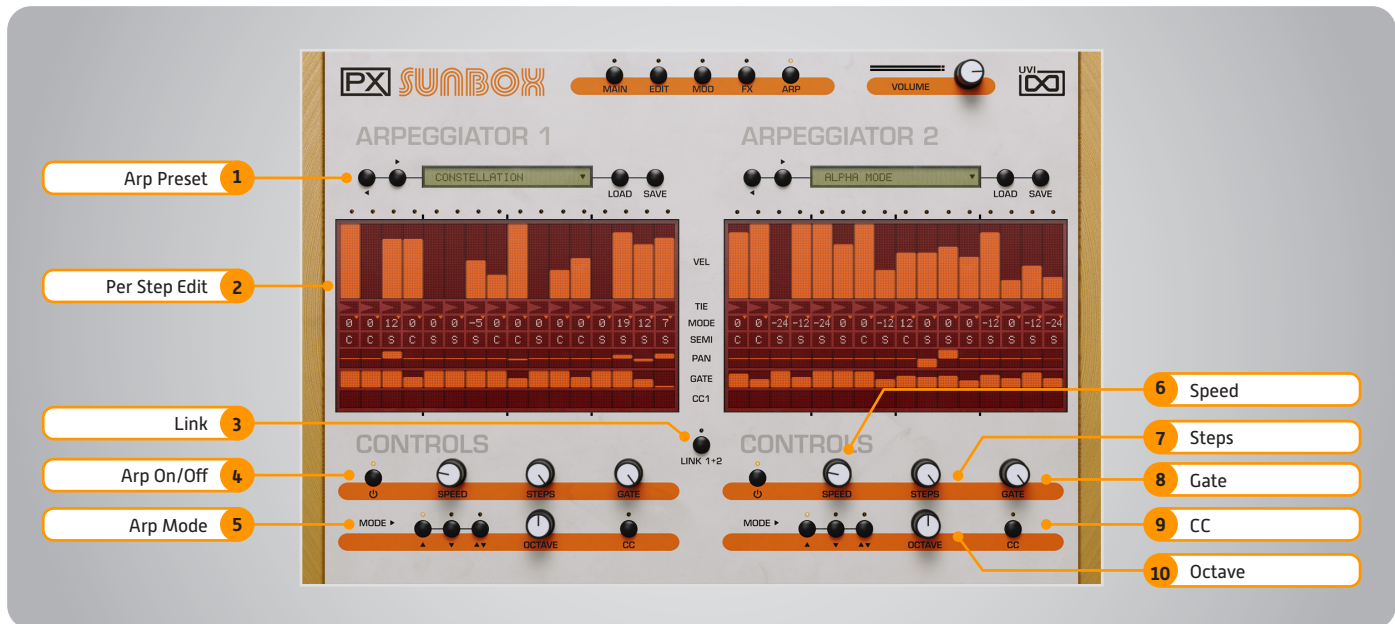 PX SUNBOX
MAIN EDIT MOD FX ARP
VOLUME
UVI
ARPEGGIATOR 1
ARPEGGIATOR 2
Arp Preset 1
CONSTELLATION
LOAD SAVE
ALPHA MODE
LOAD SAVE
Per Step Edit 2
VEL
TIE
0 0 12 0 0 0 -5 0 0 0 0 0 0 19 12 7
MODE
0 0 -24 -12 -24 0 0 -12 12 0 0 0 -12 0 -12 -24
C C S C C C S C C C C C C S S S
SEMI
C C S S S C C S S S S S S S S S
PAN
GATE
CC1
6 Speed
Link 3
LINK 1+2
7 Steps
CONTROLS
CONTROLS
Arp On/Off 4
SPEED STEPS GATE
SPEED STEPS GATE
8 Gate
Arp Mode 5
MODE
OCTAVE CC
MODE
OCTAVE CC
9 CC
10 Octave